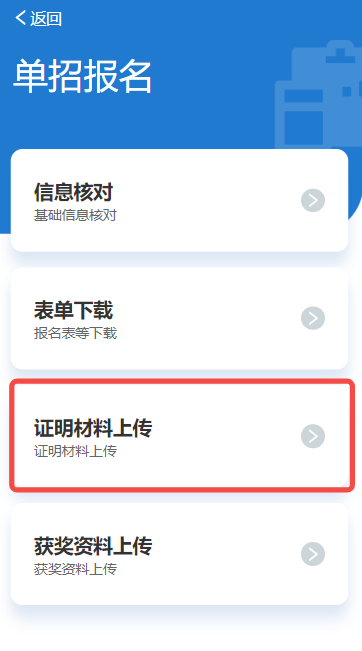 返回
单招报名
信息核对
基础信息核对
表单下载
报名表等下载
证明材料上传
证明材料上传
获奖资料上传
获奖资料上传